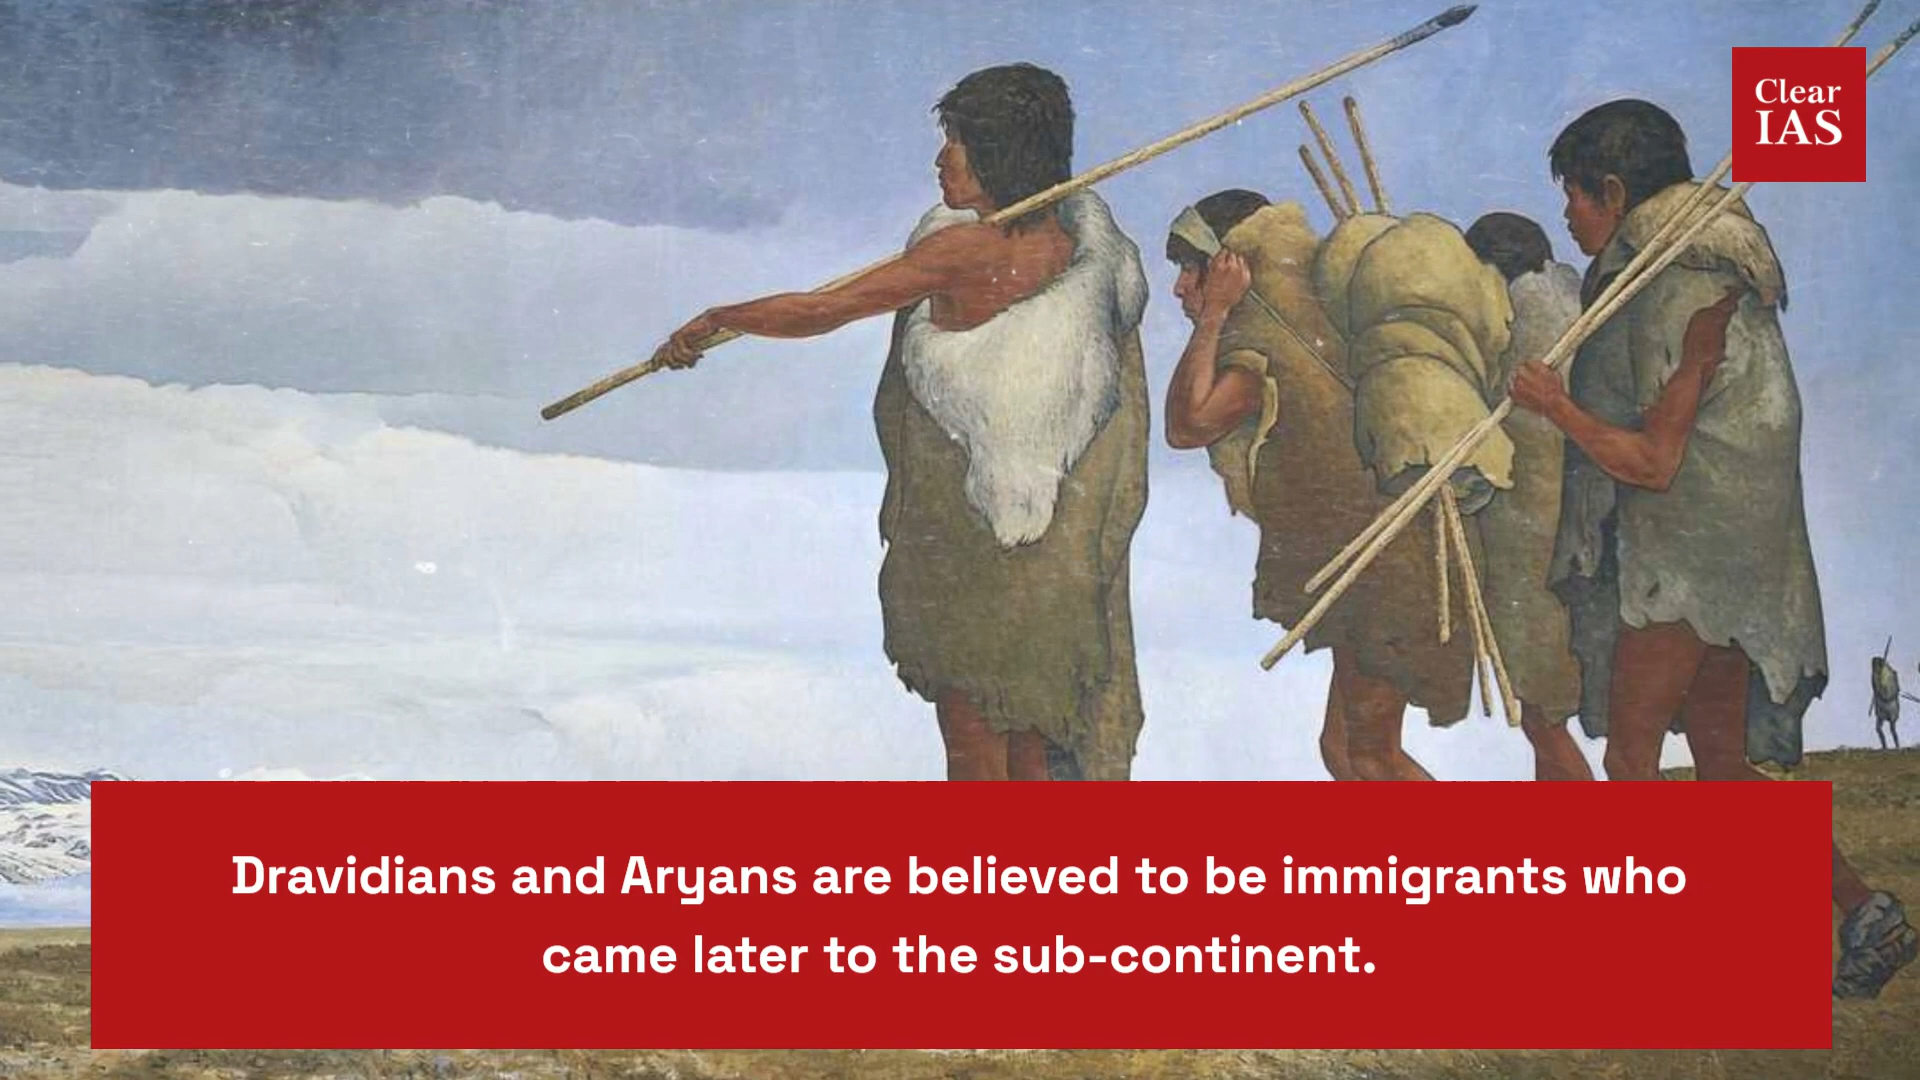 Clear
IAS
Dravidians and Aryans are believed to be immigrants who
came later to the sub-continent.